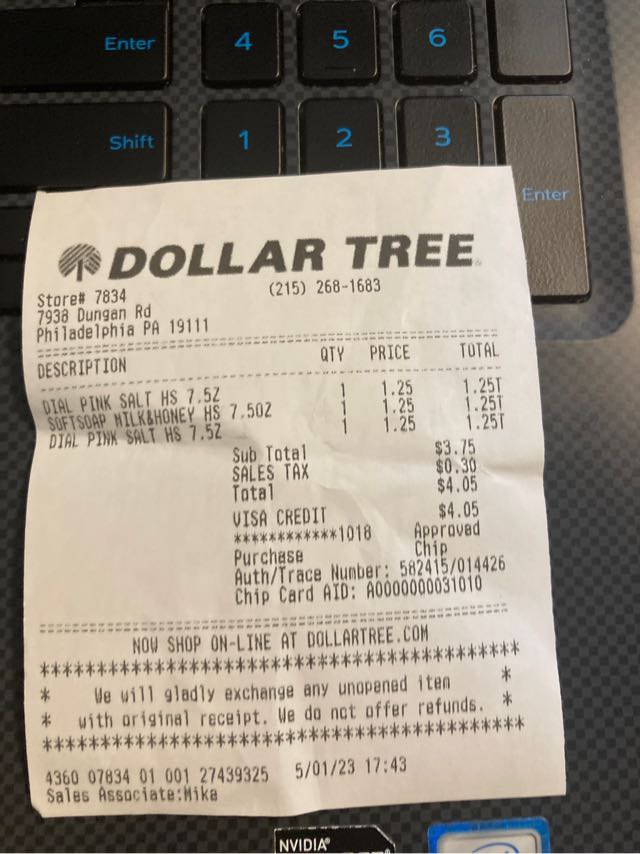 Enter 4 5 6
Shift 1 2 3
Enter
DOLLAR TREE
(215) 268-1683
Store# 7834
7938 Dungan Rd
Philadelphia PA 19111
DESCRIPTION QTY PRICE TOTAL
DIAL PINK SALT HS 7.5Z 1 1.25 1.25T
SOFTSOAP MILK&HONEY HS 7.5OZ 1 1.25 1.25T
DIAL PINK SALT HS 7.5Z 1 1.25 1.25T
Sub Total $3.75
SALES TAX $0.30
Total $4.05
VISA CREDIT $4.05
************1018 Approved
Purchase Chip
Auth/Trace Number: 582415/014426
Chip Card AID: A0000000031010
NOW SHOP ON-LINE AT DOLLARTREE.COM
******************************************
* We will gladly exchange any unopened item *
* with original receipt. We do not offer refunds. *
******************************************
4360 07834 01 001 27439325 5/01/23 17:43
Sales Associate:Mika
NVIDIA